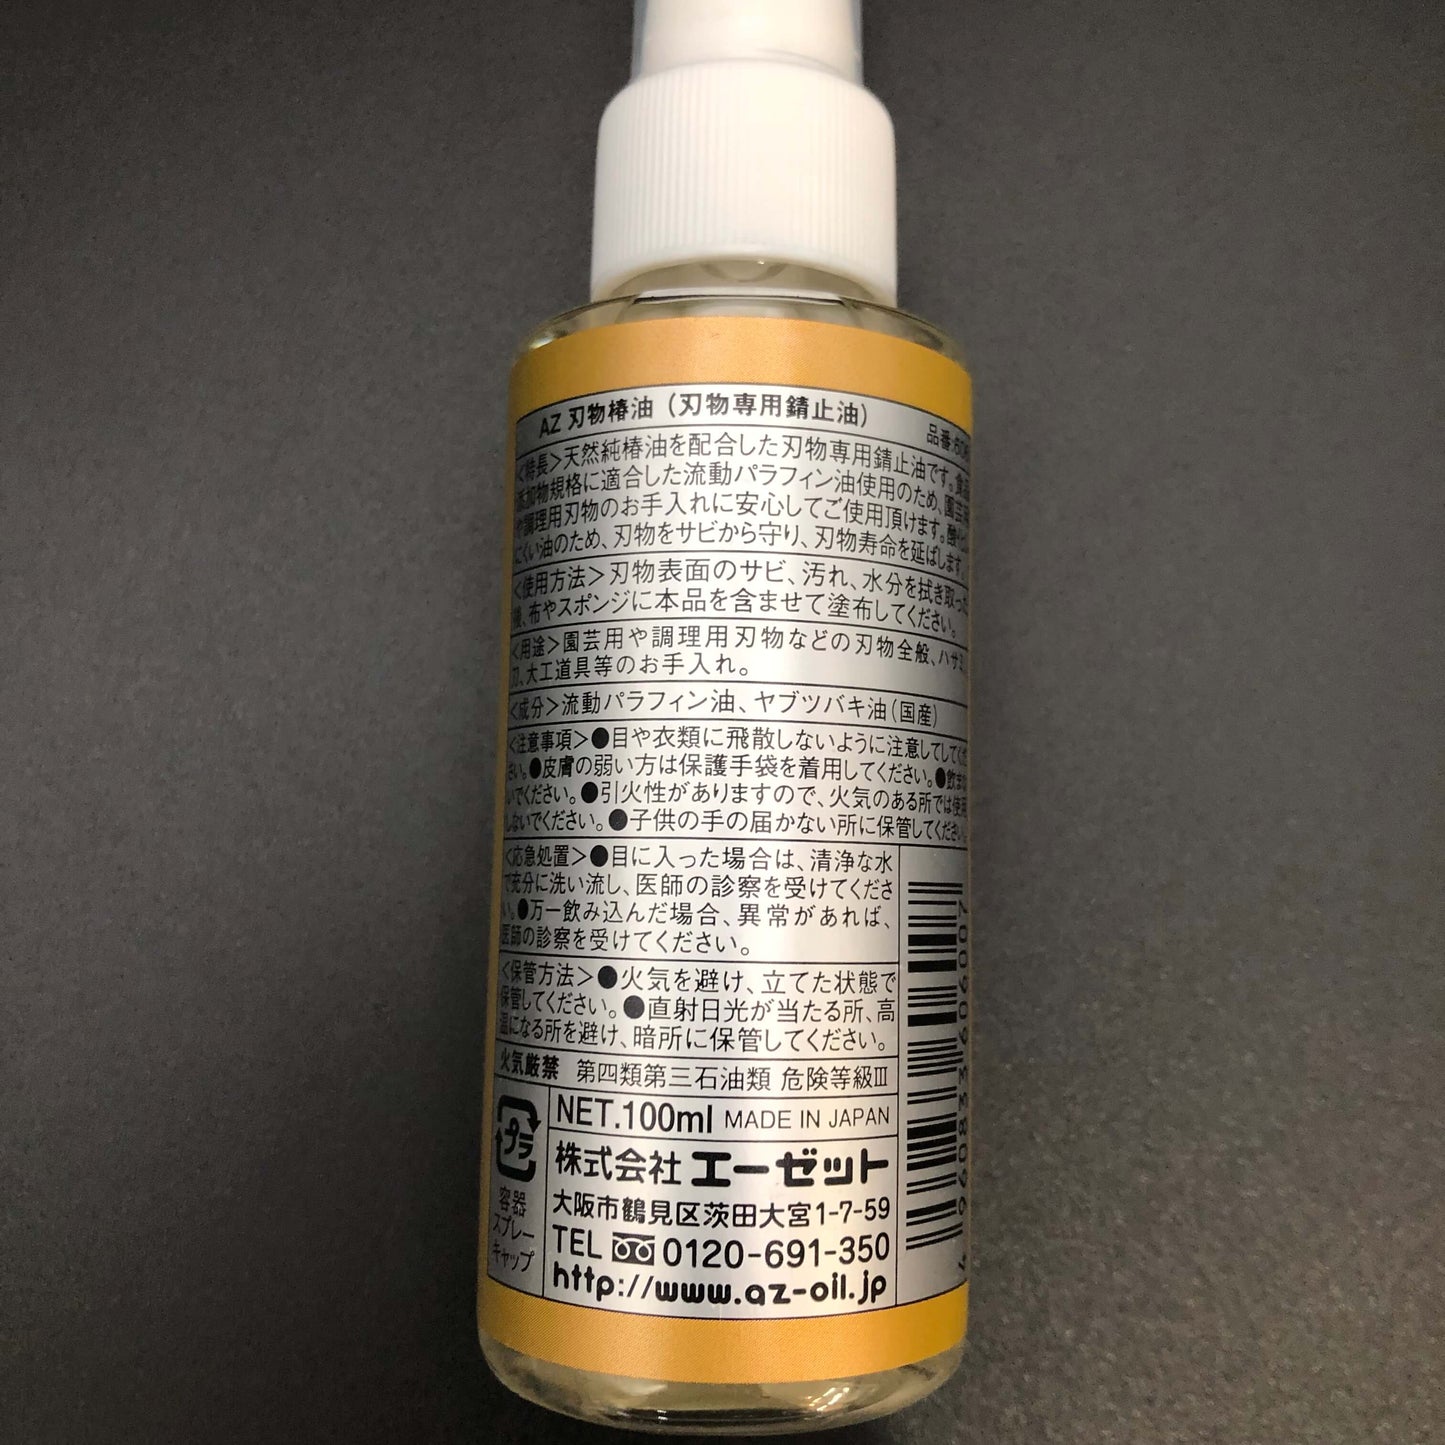 AZ 刃物椿油（刃物専用錆止油）
品番:606
＜特長＞天然純椿油を配合した刃物専用錆止油です。食品
添加物規格に適合した流動パラフィン油使用のため、園芸用
や調理用刃物のお手入れに安心してご使用頂けます。酸化し
にくい油のため、刃物をサビから守り、刃物寿命を延ばします。
＜使用方法＞刃物表面のサビ、汚れ、水分を拭き取った
後、布やスポンジに本品を含ませて塗布してください。
＜用途＞園芸用や調理用刃物などの刃物全般、ハサミ、
刀、大工道具等のお手入れ。
＜成分＞流動パラフィン油、ヤブツバキ油(国産)
＜注意事項＞●目や衣類に飛散しないように注意してしてくだ
さい。●皮膚の弱い方は保護手袋を着用してください。●飲まな
いでください。●引火性がありますので、火気のある所では使用
しないでください。●子供の手の届かない所に保管してください。
＜応急処置＞●目に入った場合は、清浄な水
で充分に洗い流し、医師の診察を受けてくださ
い。●万一飲み込んだ場合、異常があれば、
医師の診察を受けてください。
＜保管方法＞●火気を避け、立てた状態で
保管してください。●直射日光が当たる所、高
温になる所を避け、暗所に保管してください。
火気厳禁 第四類第三石油類 危険等級Ⅲ
プラ
容器
スプレー
キャップ
NET.100ml MADE IN JAPAN
株式会社 エーゼット
大阪市鶴見区茨田大宮1-7-59
TEL 0120-691-350
http://www.az-oil.jp